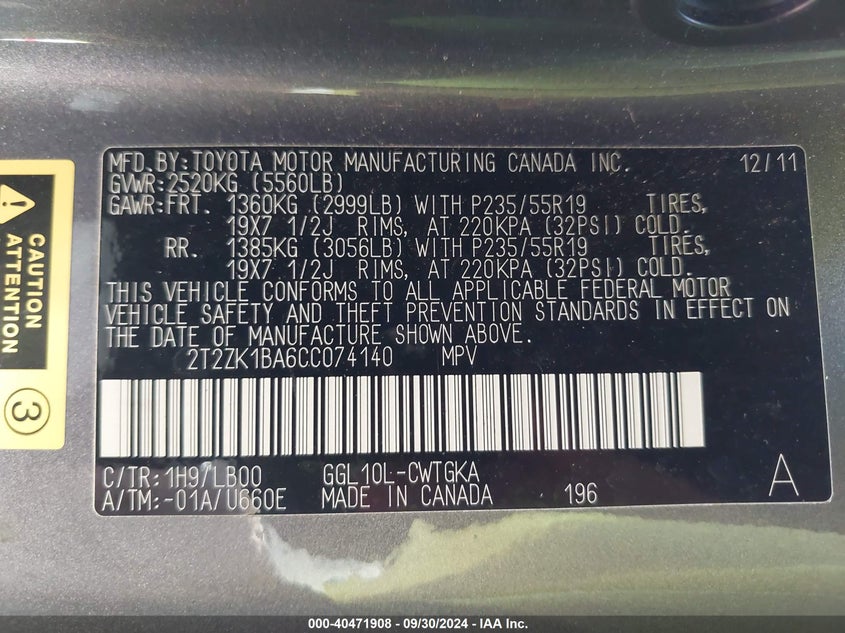 MFD.BY:TOYOTA MOTOR MANUFACTURING CANADA INC. 12/11
GVWR:2520KG (5560LB)
GAWR:FRT. 1360KG (2999LB) WITH P235/55R19 TIRES,
19X7 1/2J RIMS, AT 220KPA (32PSI) COLD.
RR. 1385KG (3056LB) WITH P235/55R19 TIRES,
19X7 1/2J RIMS, AT 220KPA (32PSI) COLD.
THIS VEHICLE CONFORMS TO ALL APPLICABLE FEDERAL MOTOR
VEHICLE SAFETY AND THEFT PREVENTION STANDARDS IN EFFECT ON
THE DATE OF MANUFACTURE SHOWN ABOVE.
2T2ZK1BA6CC074140 MPV
C/TR:1H9/LB00 GGL10L-CWTGKA
A/TM:-01A/U660E MADE IN CANADA 196 A
CAUTION
ATTENTION
3
000-40471908 - 09/30/2024 - IAA Inc.